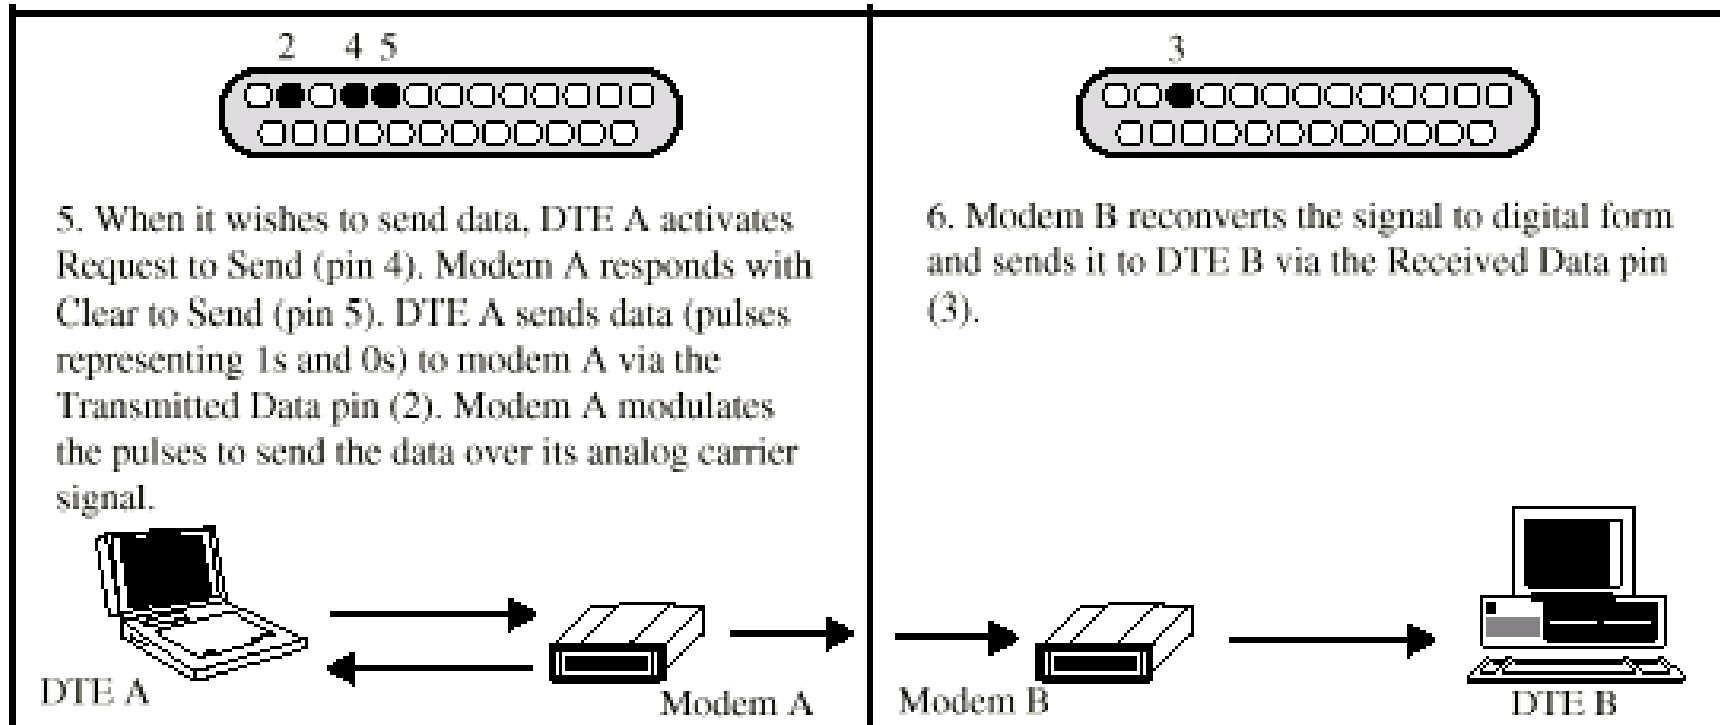 2 4 5
5. When it wishes to send data, DTE A activates
Request to Send (pin 4). Modem A responds with
Clear to Send (pin 5). DTE A sends data (pulses
representing 1s and 0s) to modem A via the
Transmitted Data pin (2). Modem A modulates
the pulses to send the data over its analog carrier
signal.
DTE A
Modem A
3
6. Modem B reconverts the signal to digital form
and sends it to DTE B via the Received Data pin
(3).
Modem B
DTE B